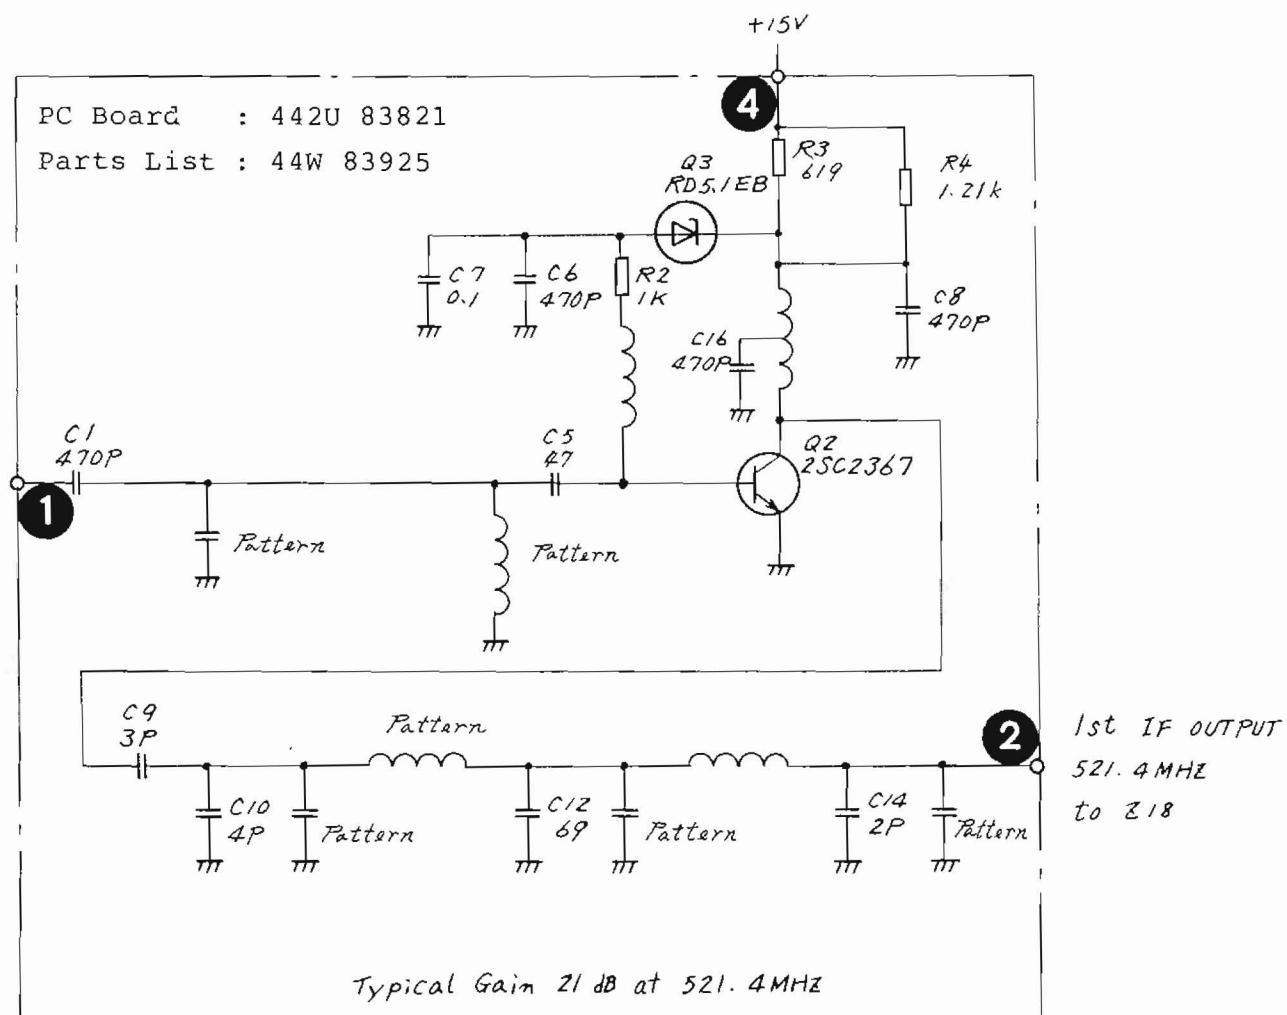 +15V
4
PC Board : 442U 83821
Parts List : 44W 83925
Q3
RD5.1EB
R3
619
R4
1.21k
C7
0.1
C6
470P
R2
1K
C8
470P
C16
470P
C1
470P
C5
47
Q2
2SC2367
1
Pattern
Pattern
C9
3P
Pattern
2
1st IF OUTPUT
521.4MHZ
to Z18
C10
4P
Pattern
C12
69
Pattern
C14
2P
Pattern
Typical Gain 21 dB at 521.4MHZ